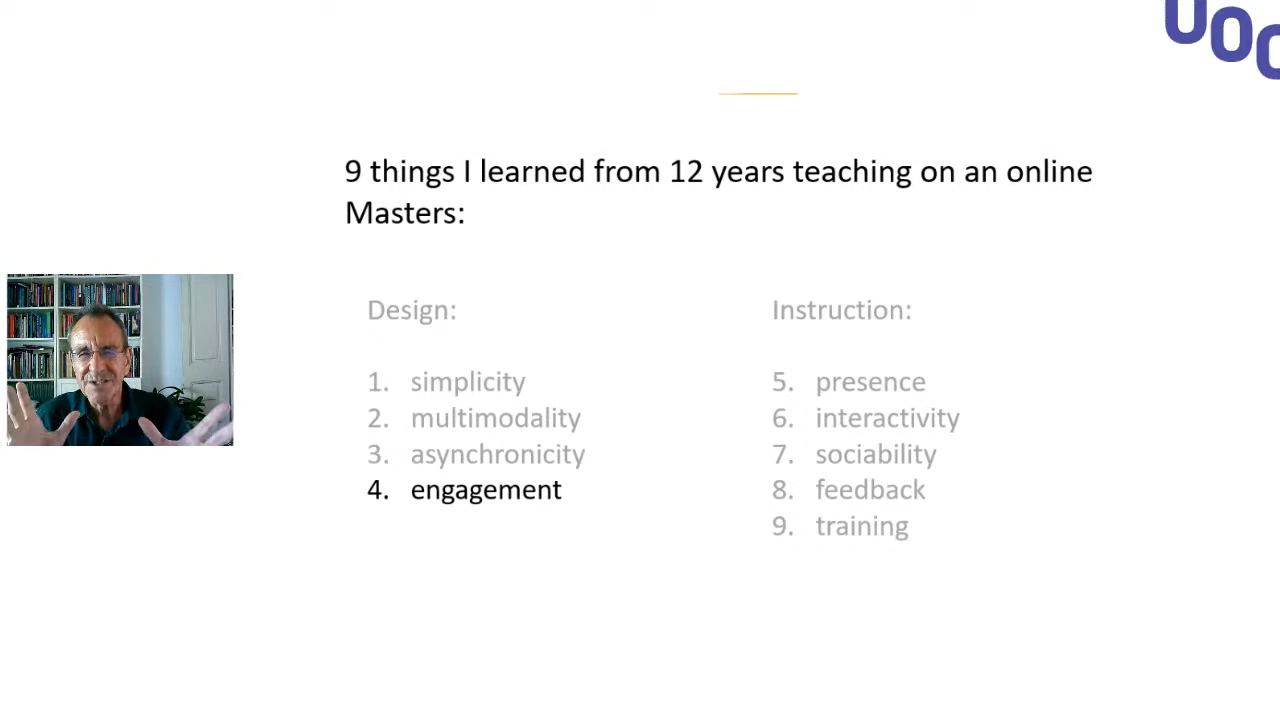 UOC
9 things I learned from 12 years teaching on an online
Masters:
Design:
1. simplicity
2. multimodality
3. asynchronicity
4. engagement
Instruction:
5. presence
6. interactivity
7. sociability
8. feedback
9. training